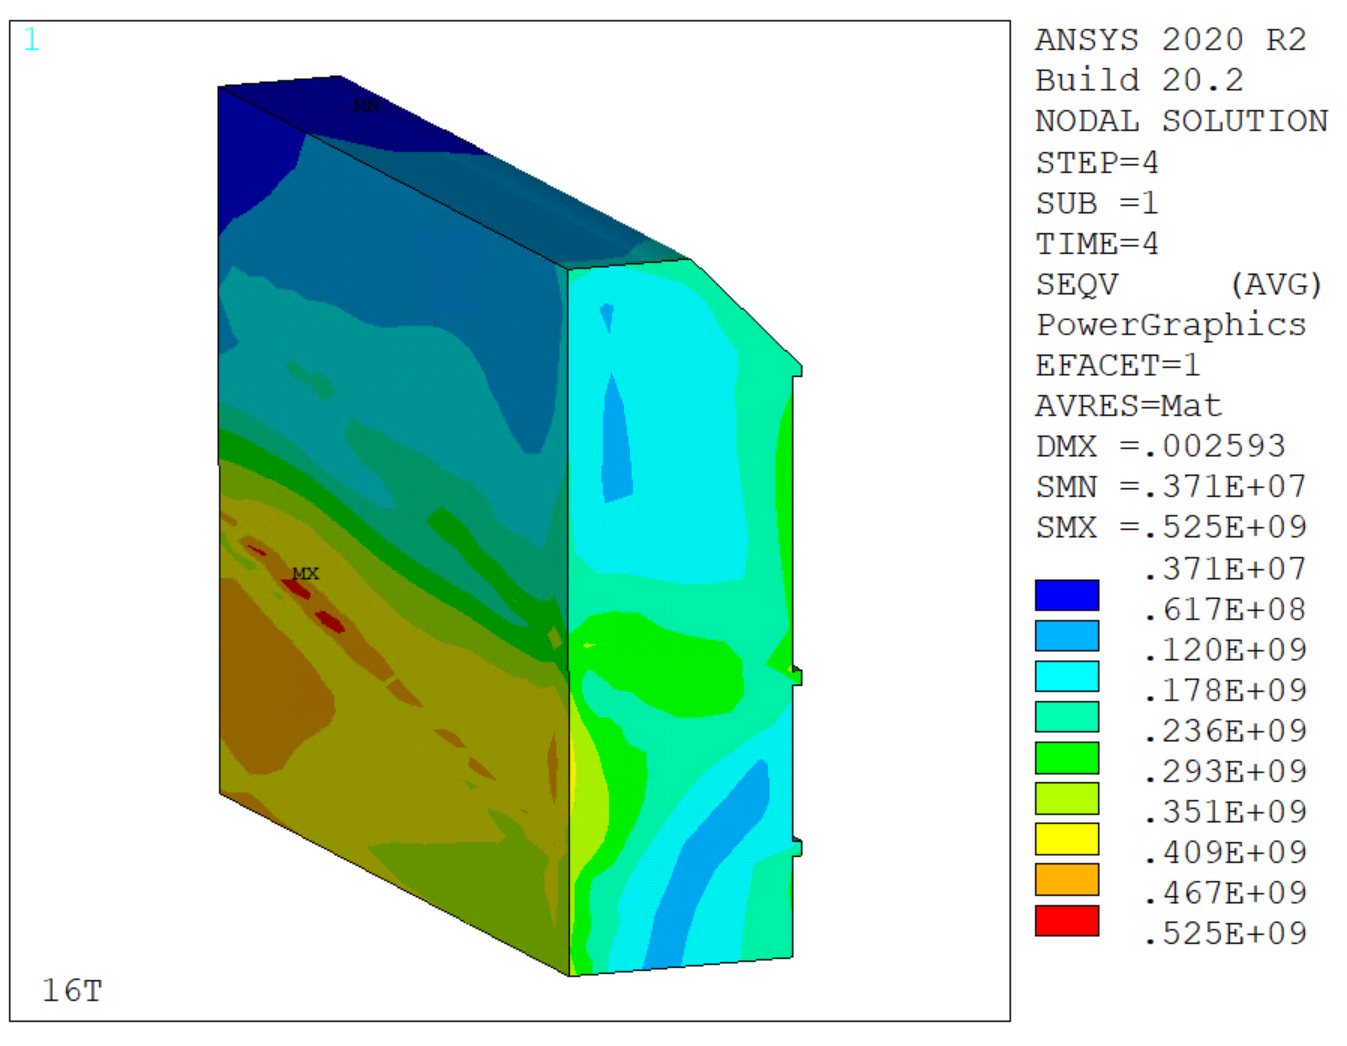 1
MN
MX
16T
ANSYS 2020 R2
Build 20.2
NODAL SOLUTION
STEP=4
SUB =1
TIME=4
SEQV (AVG)
PowerGraphics
EFACET=1
AVRES=Mat
DMX =.002593
SMN =.371E+07
SMX =.525E+09
.371E+07
.617E+08
.120E+09
.178E+09
.236E+09
.293E+09
.351E+09
.409E+09
.467E+09
.525E+09